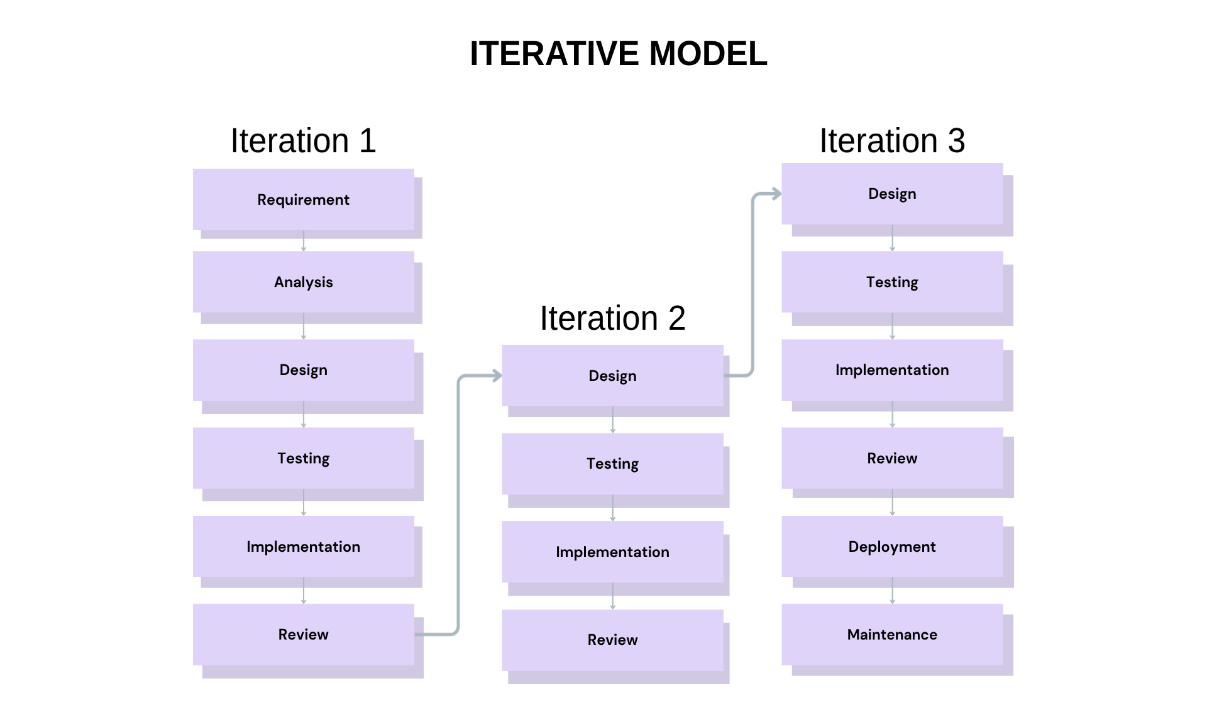 ITERATIVE MODEL
Iteration 1
Requirement
Analysis
Design
Testing
Implementation
Review
Iteration 2
Design
Testing
Implementation
Review
Iteration 3
Design
Testing
Implementation
Review
Deployment
Maintenance